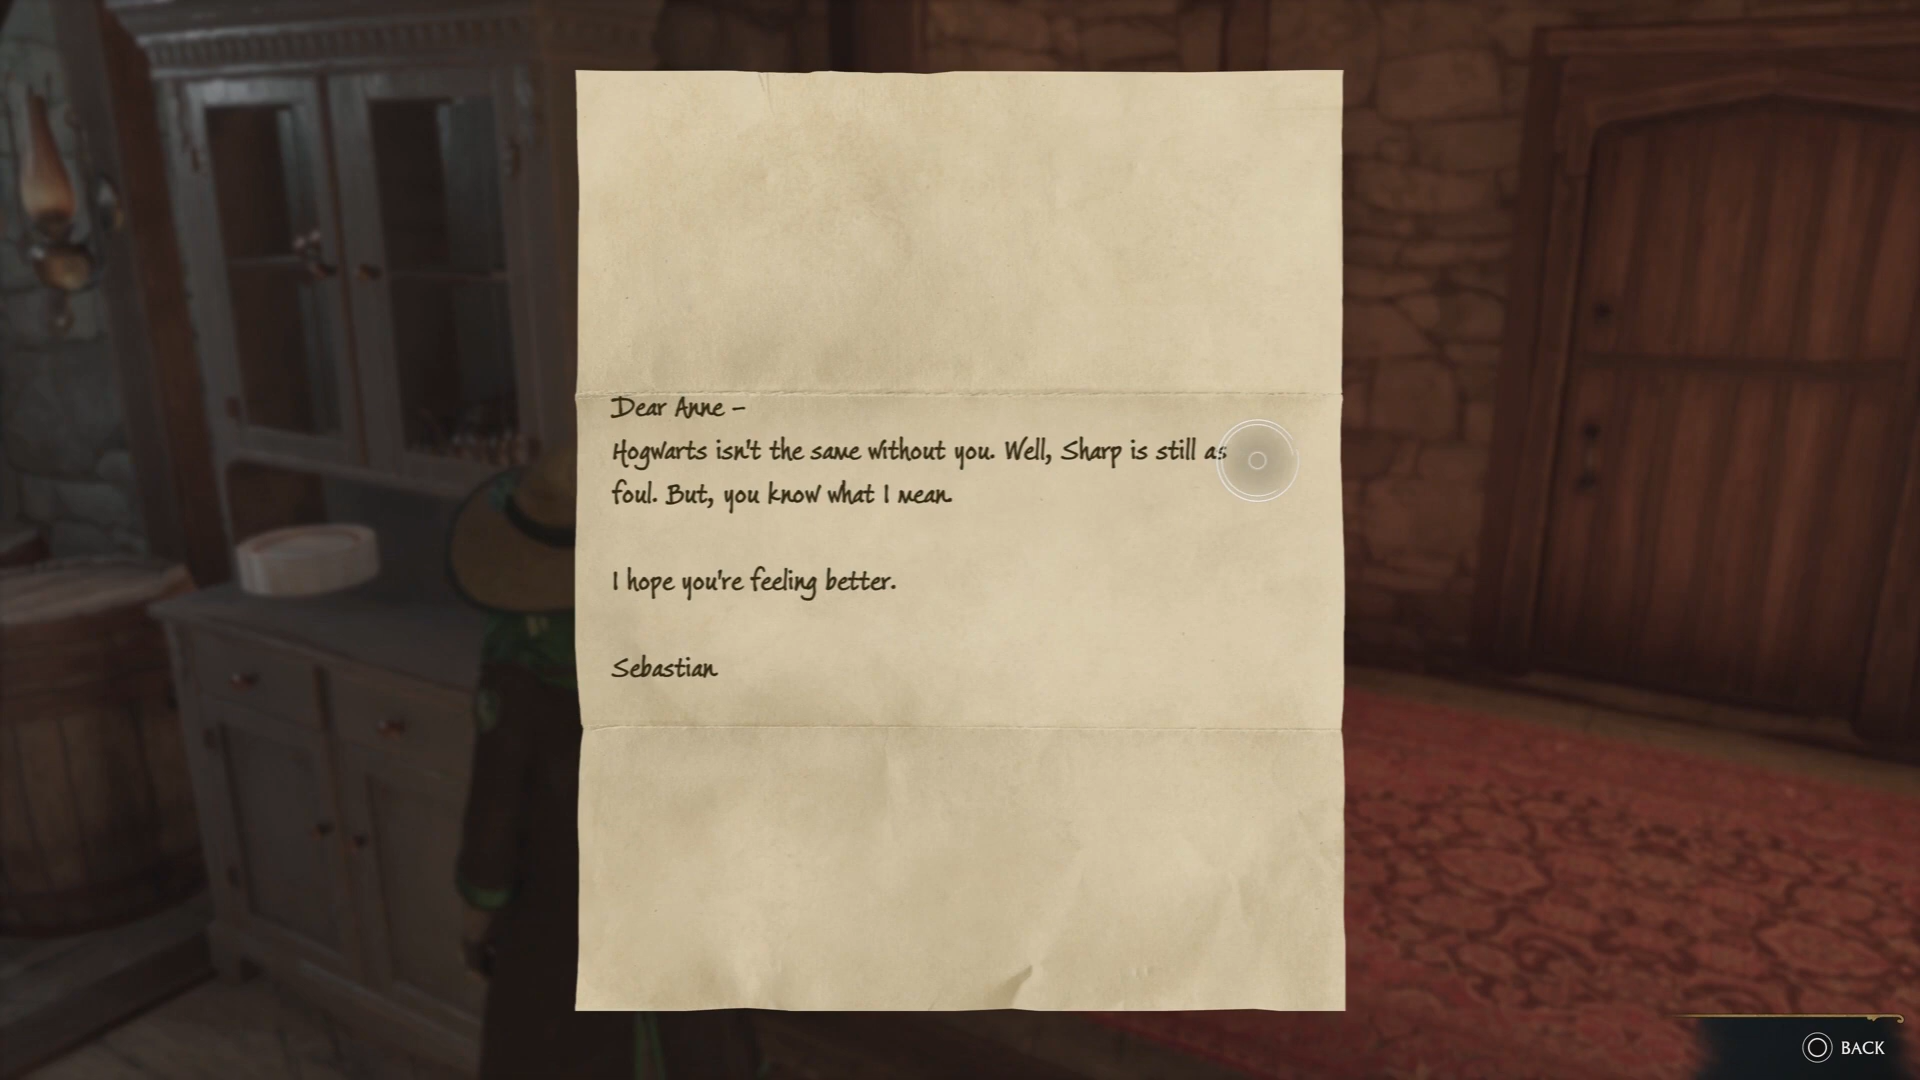 Dear Anne –
Hogwarts isn't the same without you. Well, Sharp is still as
foul. But, you know what I mean.
I hope you're feeling better.
Sebastian
BACK